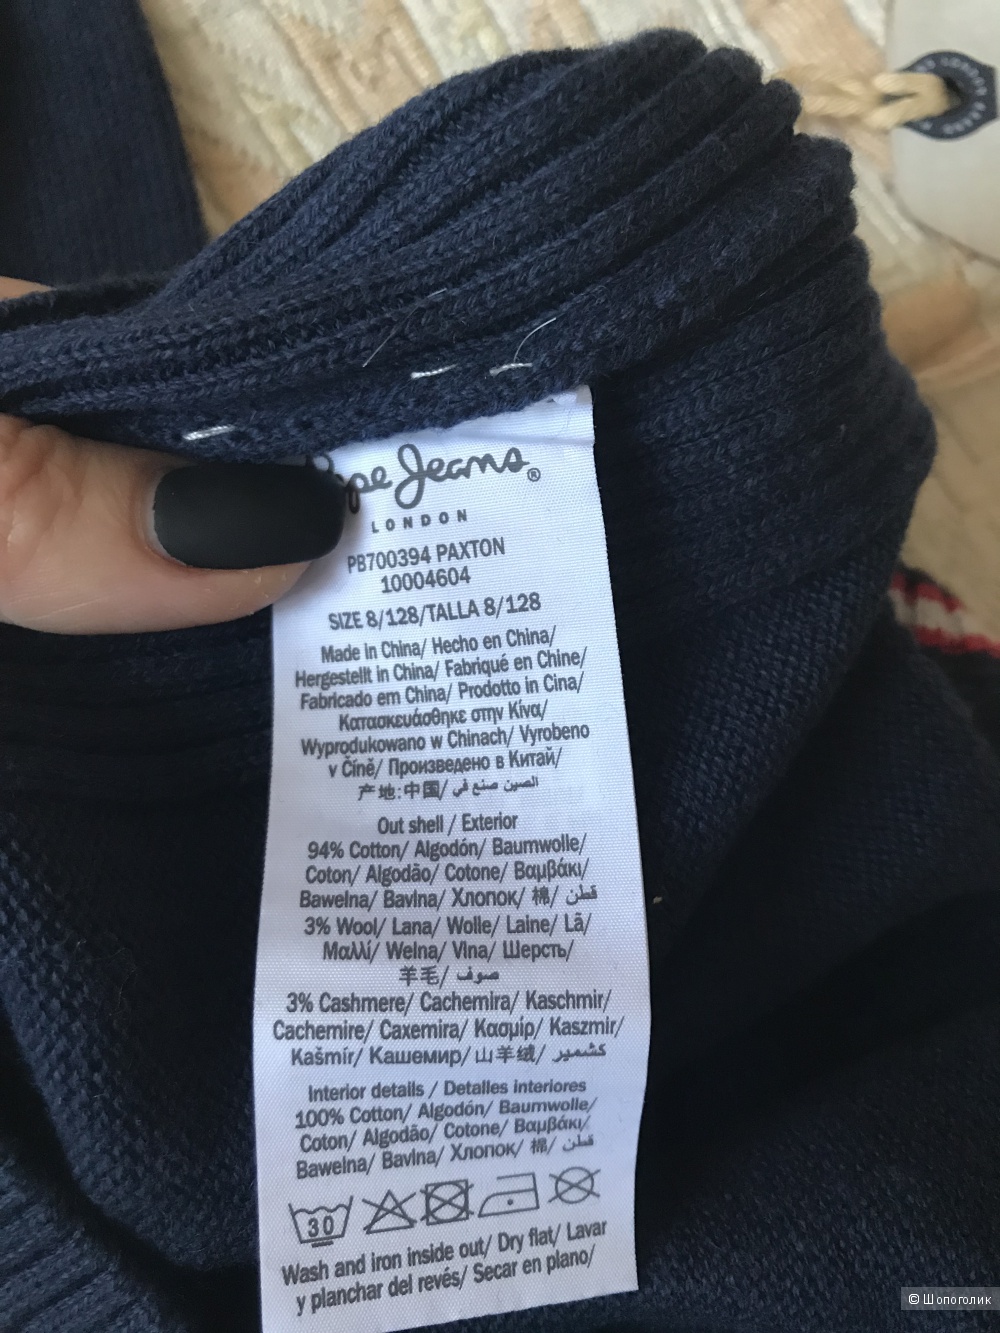 Jeans®
LONDON
PB700394 PAXTON
10004604
SIZE 8/128/TALLA 8/128
Made in China/ Hecho en China/
Hergestellt in China/ Fabriqué en Chine/
Fabricado em China/ Prodotto in Cina/
Κατασκευάσθηκε στην Κίνα/
Wyprodukowano w Chinach/ Vyrobeno
v Číně/ Произведено в Китай/
产地:中国/ الصين صنع في
Out shell / Exterior
94% Cotton/ Algodón/ Baumwolle/
Coton/ Algodão/ Cotone/ Βαμβάκι/
Bawelna/ Bavlna/ Хлопок/ 棉/ قطن
3% Wool/ Lana/ Wolle/ Laine/ Lã/
Μαλλί/ Welna/ Vlna/ Шерсть/
羊毛/ صوف
3% Cashmere/ Cachemira/ Kaschmir/
Cachemire/ Caxemira/ Κασμίρ/ Kaszmir/
Kašmír/ Кашемир/ 山羊绒/ كشمير
Interior details / Detalles interiores
100% Cotton/ Algodón/ Baumwolle/
Coton/ Algodão/ Cotone/ Βαμβάκι/
Bawelna/ Bavlna/ Хлопок/ 棉/ قطن
30
Wash and iron inside out/ Dry flat/ Lavar
y planchar del revés/ Secar en plano/
© Шопоголик